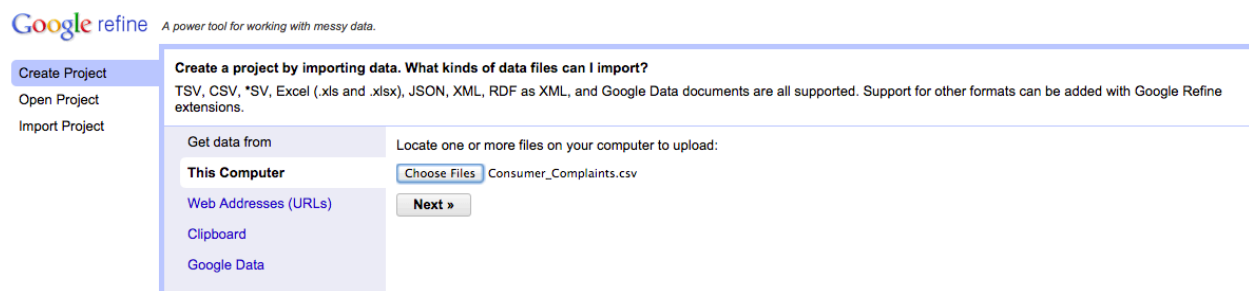 Google refine A power tool for working with messy data.
Create Project
Open Project
Import Project
Create a project by importing data. What kinds of data files can I import?
TSV, CSV, *SV, Excel (.xls and .xlsx), JSON, XML, RDF as XML, and Google Data documents are all supported. Support for other formats can be added with Google Refine
extensions.
Get data from
This Computer
Web Addresses (URLs)
Clipboard
Google Data
Locate one or more files on your computer to upload:
Choose Files Consumer_Complaints.csv
Next »